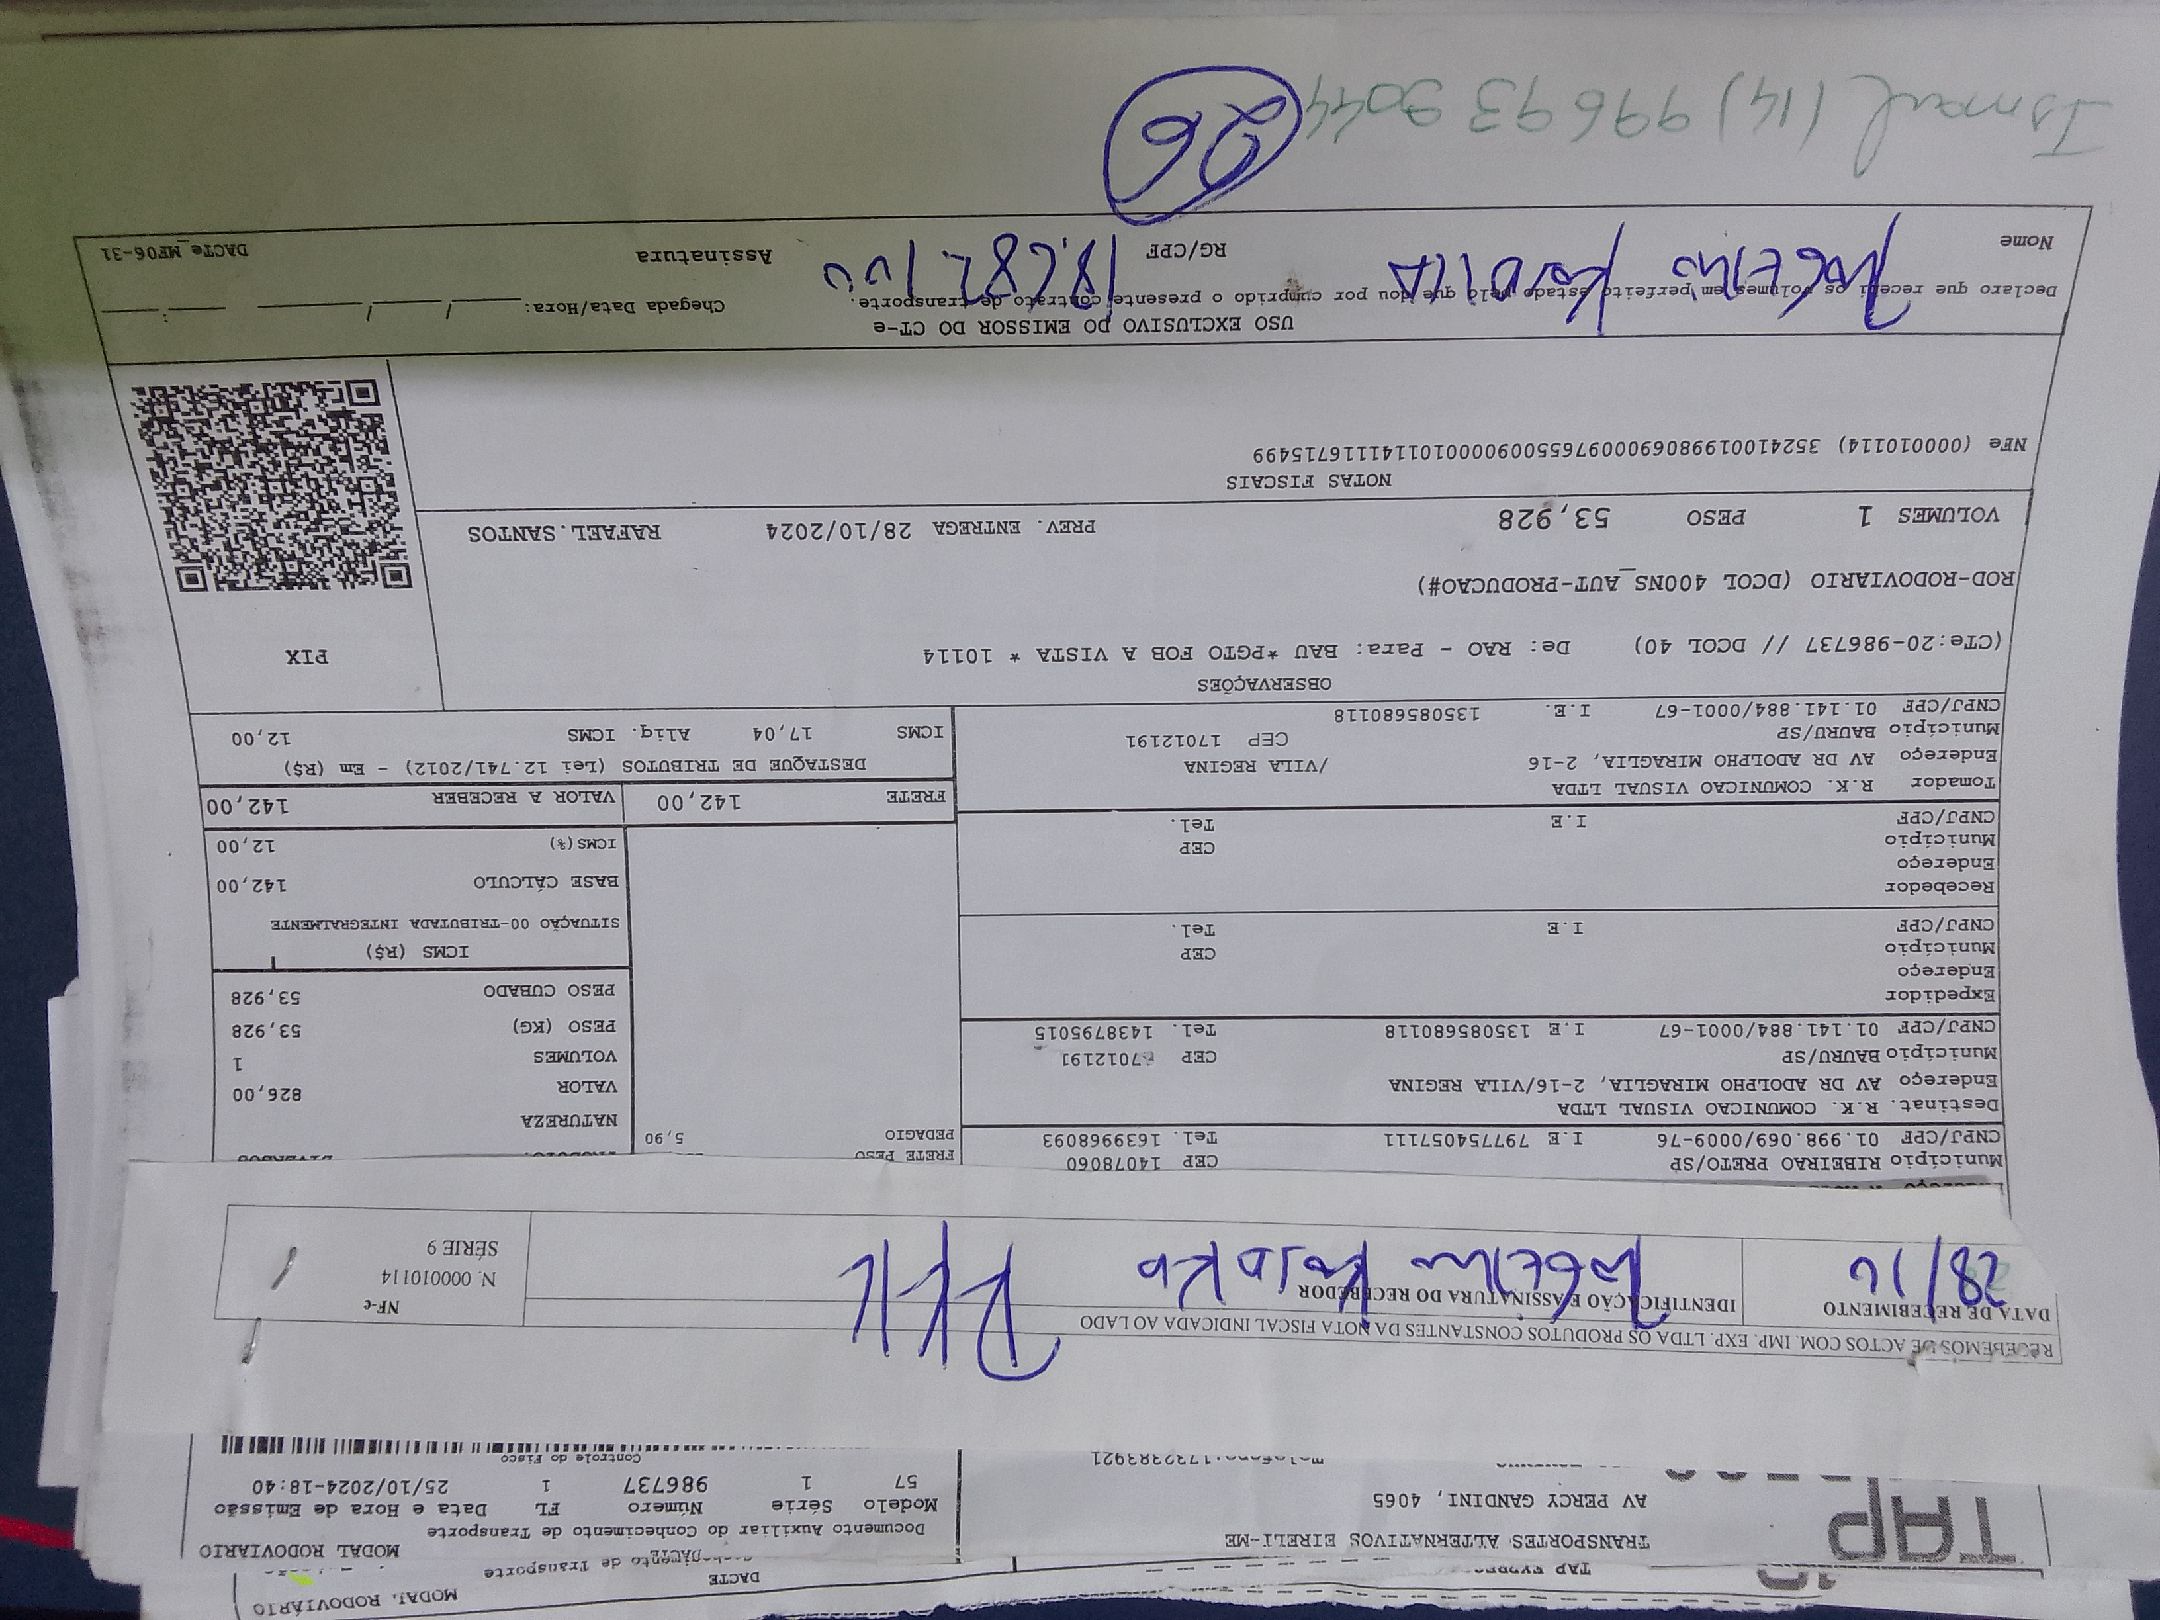 DACTE
MODAL RODOVIÁRIO
TAP
TRANSPORTES ALTERNATIVOS EIRELI-ME
AV PERCY GANDINI, 4065
DACTE
MODAL RODOVIARIO
Documento Auxiliar do Conhecimento de Transporte
Modelo Série Número FL Data e Hora de Emissão
57 1 986737 1 25/10/2024-18:40
Controle do Fisco
RECEBEMOS DE ACTOS COM. IMP. EXP. LTDA OS PRODUTOS CONSTANTES DA NOTA FISCAL INDICADA AO LADO
DATA DE RECEBIMENTO
28/10
IDENTIFICAÇÃO E ASSINATURA DO RECEBEDOR
NF-e
N. 000010114
SÉRIE 9
Município RIBEIRAO PRETO/SP CEP 14078060
CNPJ/CPF 01.998.069/0009-76 I.E 797754057111 Tel. 1639968093
Destinat. R.K. COMUNICAO VISUAL LTDA
Endereço AV DR ADOLPHO MIRAGLIA, 2-16/VILA REGINA
Município BAURU/SP CEP 17012191
CNPJ/CPF 01.141.884/0001-67 I.E 135085680118 Tel. 1438795015
Expedidor
Endereço
Município CEP
CNPJ/CPF I.E Tel.
Recebedor
Endereço
Município CEP
CNPJ/CPF I.E Tel.
Tomador R.K. COMUNICAO VISUAL LTDA
Endereço AV DR ADOLPHO MIRAGLIA, 2-16 /VILA REGINA
Município BAURU/SP CEP 17012191
CNPJ/CPF 01.141.884/0001-67 I.E. 135085680118
FRETE PESO
PEDAGIO 5,90
NATUREZA
VALOR 826,00
VOLUMES 1
PESO (KG) 53,928
PESO CUBADO 53,928
ICMS (R$)
SITUAÇÃO 00-TRIBUTADA INTEGRALMENTE
BASE CÁLCULO 142,00
ICMS(%) 12,00
FRETE 142,00 VALOR A RECEBER 142,00
DESTAQUE DE TRIBUTOS (Lei 12.741/2012) - Em (R$)
ICMS 17,04 Aliq. ICMS 12,00
OBSERVAÇÕES
(CTe:20-986737 // DCOL 40) De: RAO - Para: BAU *PGTO FOB A VISTA * 10114
ROD-RODOVIARIO (DCOL 400NS_AUT-PRODUCAO#)
PIX
VOLUMES 1 PESO 53,928 PREV. ENTREGA 28/10/2024 RAFAEL.SANTOS
NOTAS FISCAIS
NFe (000010114) 352410019980690009765500900001011411116715499
USO EXCLUSIVO DO EMISSOR DO CT-e
Declaro que recebi os volumes em perfeito estado pelo que dou por cumprido o presente contrato de transporte.
Chegada Data/Hora: / / :
Nome RG/CPF Assinatura
DACTe_MF06-31
26
Ismael (14) 99693 9044